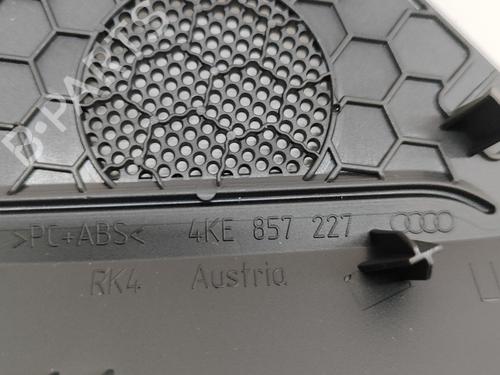 B-PARTS
>PC+ABS< 4KE 857 227
RK4 Austria